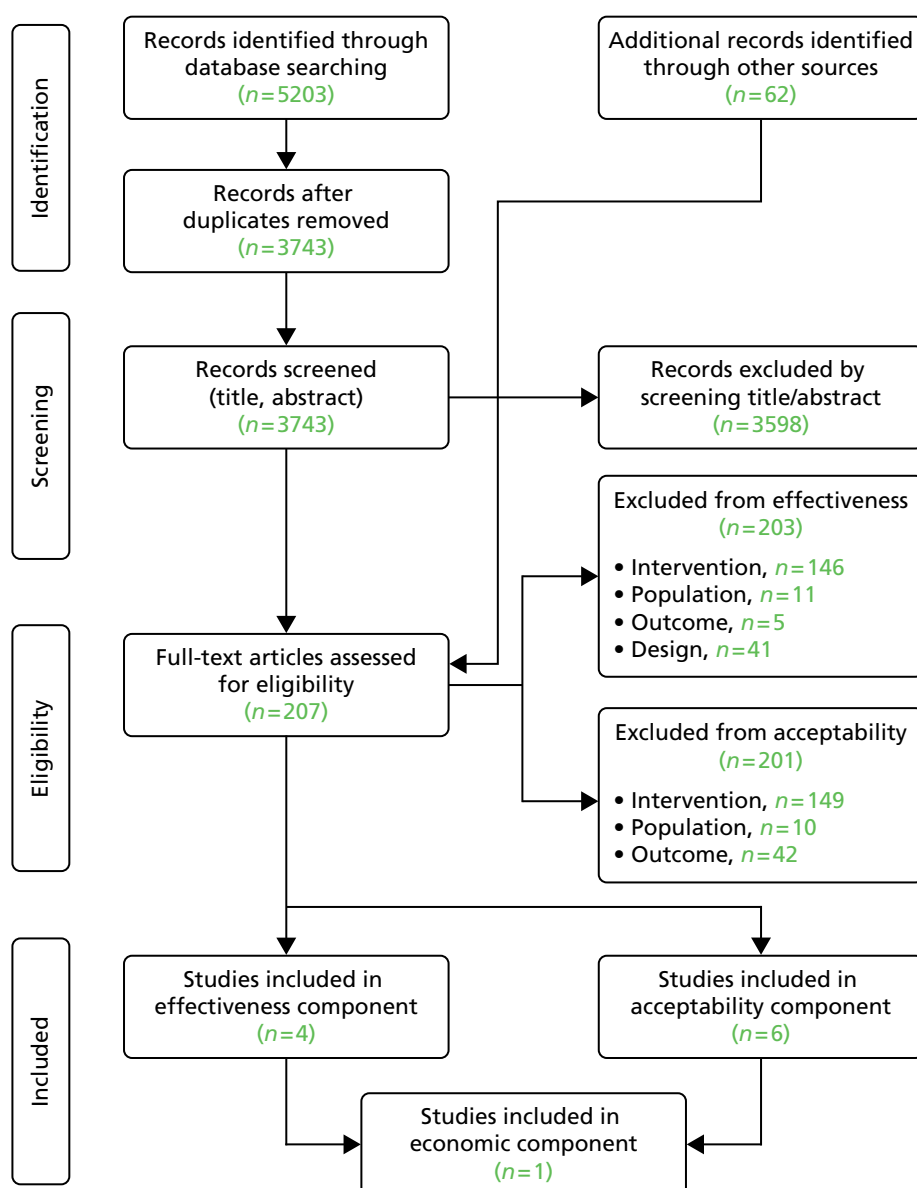 Identification
Records identified through
database searching
(n=5203)
Additional records identified
through other sources
(n=62)
Records after
duplicates removed
(n=3743)
Screening
Records screened
(title, abstract)
(n=3743)
Records excluded by
screening title/abstract
(n=3598)
Excluded from effectiveness
(n=203)
• Intervention, n=146
• Population, n=11
• Outcome, n=5
• Design, n=41
Eligibility
Full-text articles assessed
for eligibility
(n=207)
Excluded from acceptability
(n=201)
• Intervention, n=149
• Population, n=10
• Outcome, n=42
Included
Studies included in
effectiveness component
(n=4)
Studies included in
acceptability component
(n=6)
Studies included in
economic component
(n=1)